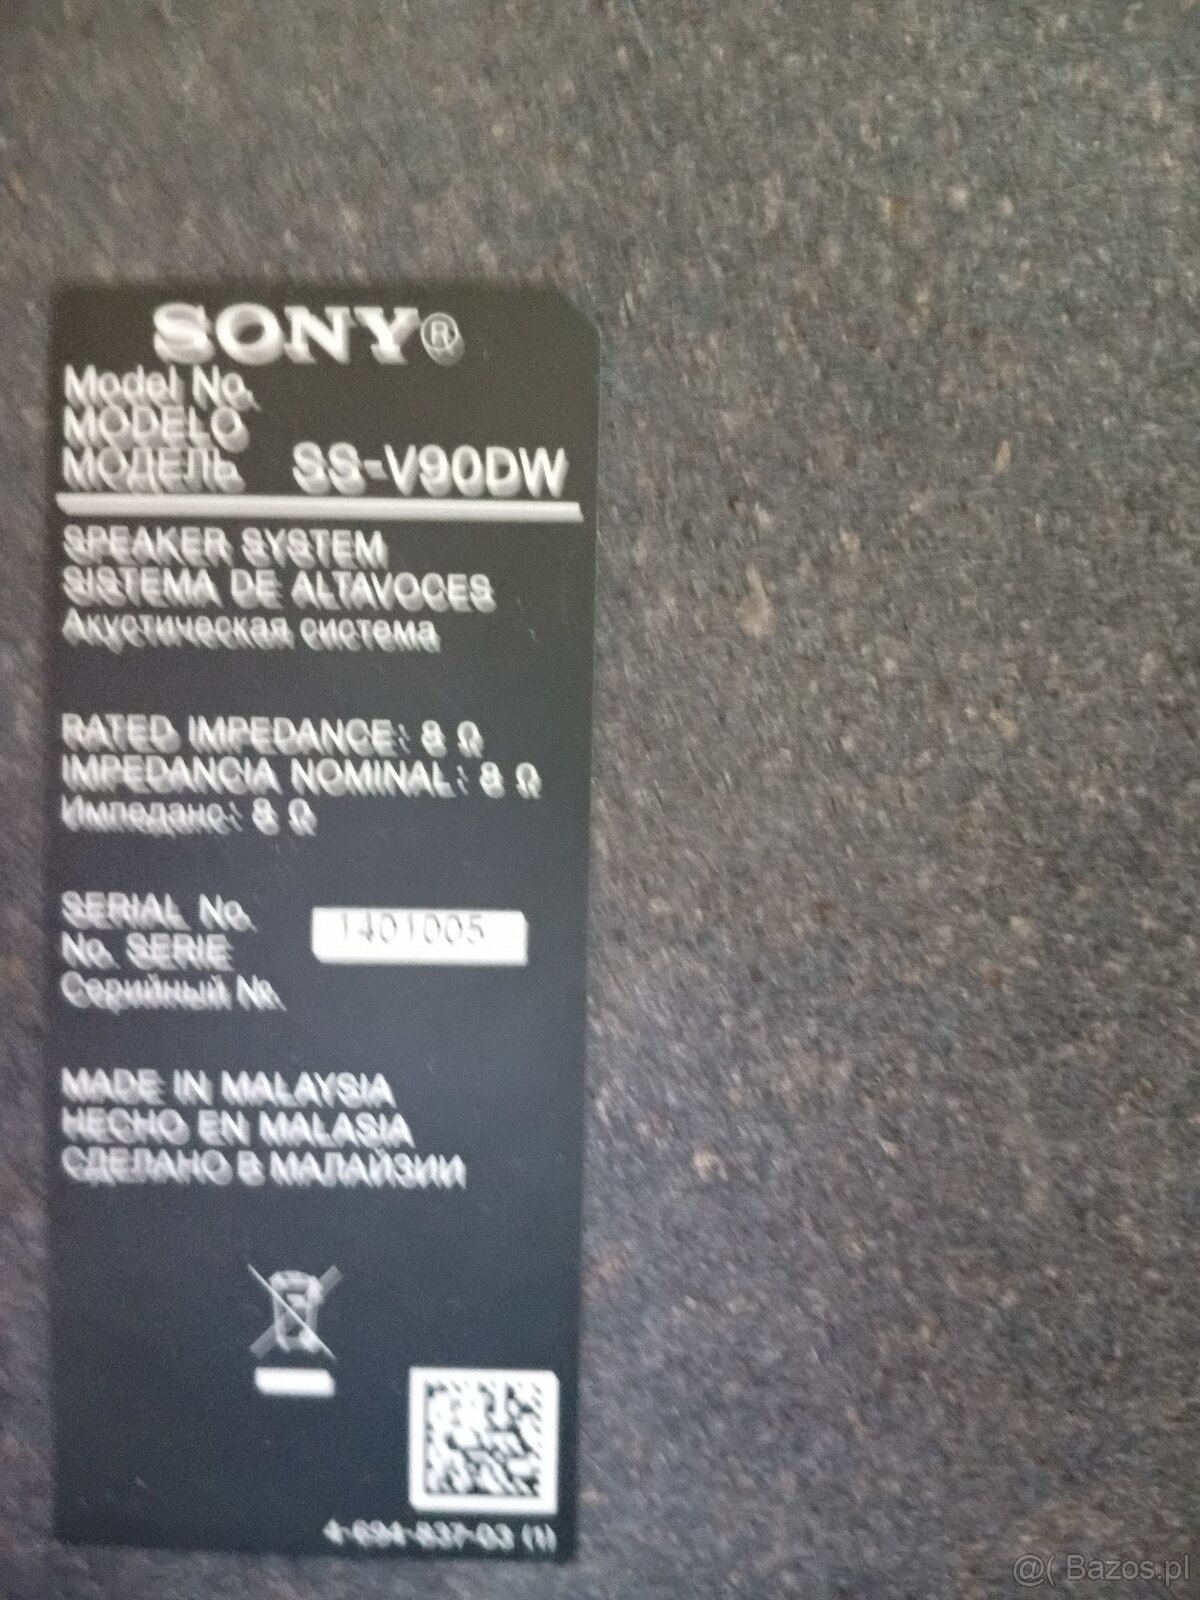 SONY®
Model No.
MODELO
МОДЕЛЬ SS-V90DW
SPEAKER SYSTEM
SISTEMA DE ALTAVOCES
Акустическая система
RATED IMPEDANCE: 8 Ω
IMPEDANCIA NOMINAL: 8 Ω
Импеданс: 8 Ω
SERIAL No. 1401005
No. SERIE
Серийный №.
MADE IN MALAYSIA
HECHO EN MALASIA
СДЕЛАНО В МАЛАЙЗИИ
4-694-837-03 (1)
@( Bazos.pl